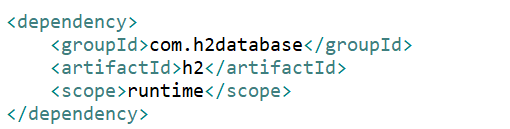 <dependency>
    <groupId>com.h2database</groupId>
    <artifactId>h2</artifactId>
    <scope>runtime</scope>
</dependency>